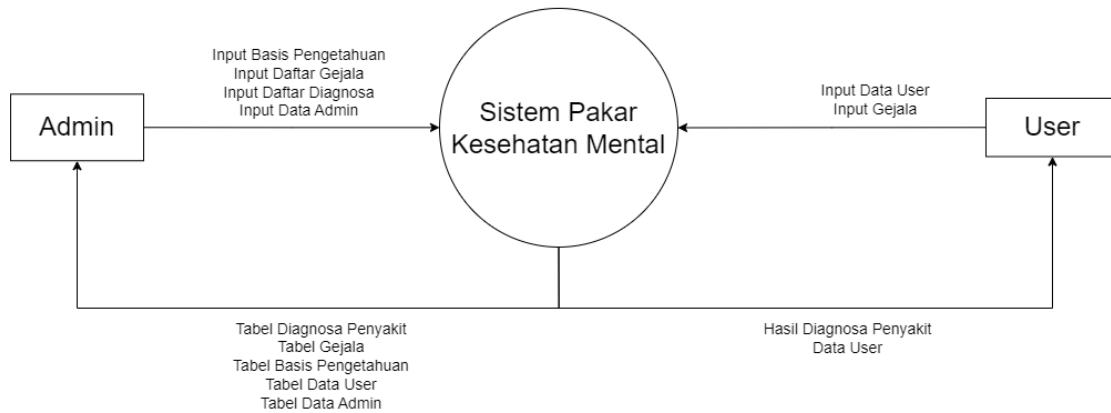 Input Basis Pengetahuan
Input Daftar Gejala
Input Daftar Diagnosa
Input Data Admin
Admin
Sistem Pakar
Kesehatan Mental
Input Data User
Input Gejala
User
Tabel Diagnosa Penyakit
Tabel Gejala
Tabel Basis Pengetahuan
Tabel Data User
Tabel Data Admin
Hasil Diagnosa Penyakit
Data User